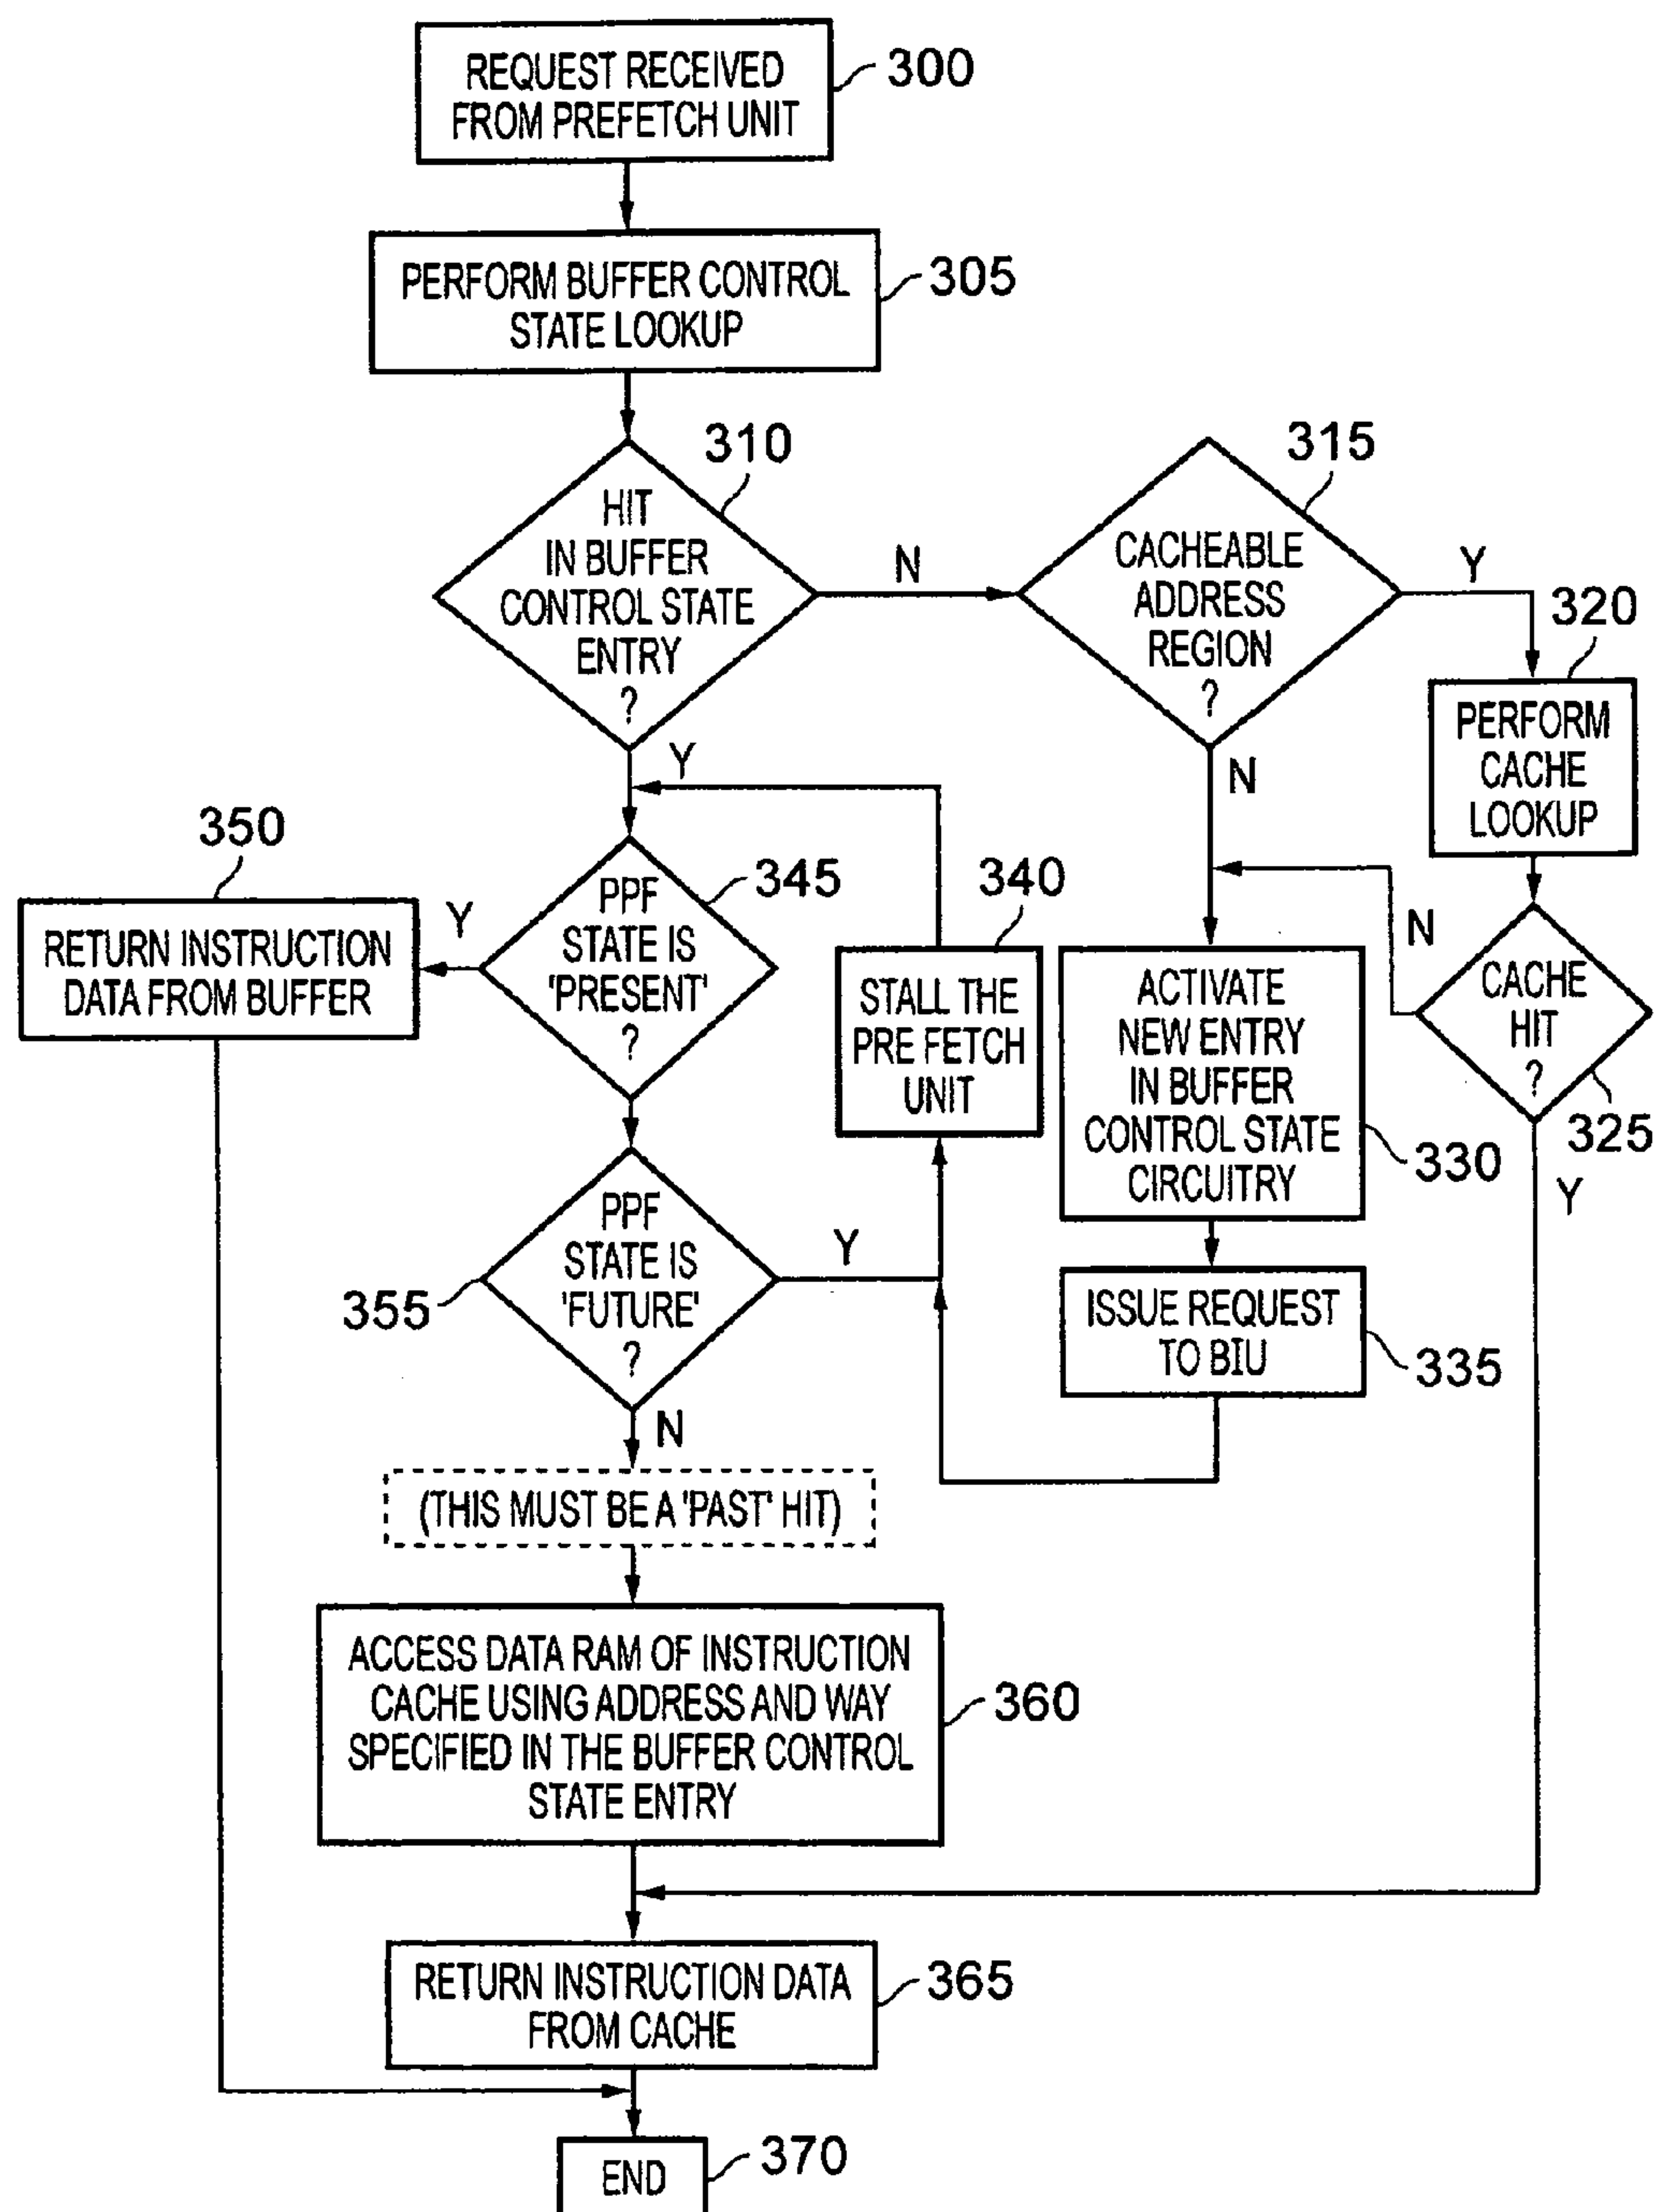 REQUEST RECEIVED
FROM PREFETCH UNIT
300
PERFORM BUFFER CONTROL
STATE LOOKUP
305
310
HIT
IN BUFFER
CONTROL STATE
ENTRY
?
N
Y
315
CACHEABLE
ADDRESS
REGION
?
Y
N
320
PERFORM
CACHE
LOOKUP
CACHE
HIT
?
N
325
Y
350
RETURN INSTRUCTION
DATA FROM BUFFER
Y
345
PPF
STATE IS
'PRESENT'
?
340
STALL THE
PRE FETCH
UNIT
ACTIVATE
NEW ENTRY
IN BUFFER
CONTROL STATE
CIRCUITRY
330
355
PPF
STATE IS
'FUTURE'
?
Y
N
ISSUE REQUEST
TO BIU
335
(THIS MUST BE A 'PAST' HIT)
ACCESS DATA RAM OF INSTRUCTION
CACHE USING ADDRESS AND WAY
SPECIFIED IN THE BUFFER CONTROL
STATE ENTRY
360
RETURN INSTRUCTION DATA
FROM CACHE
365
END
370